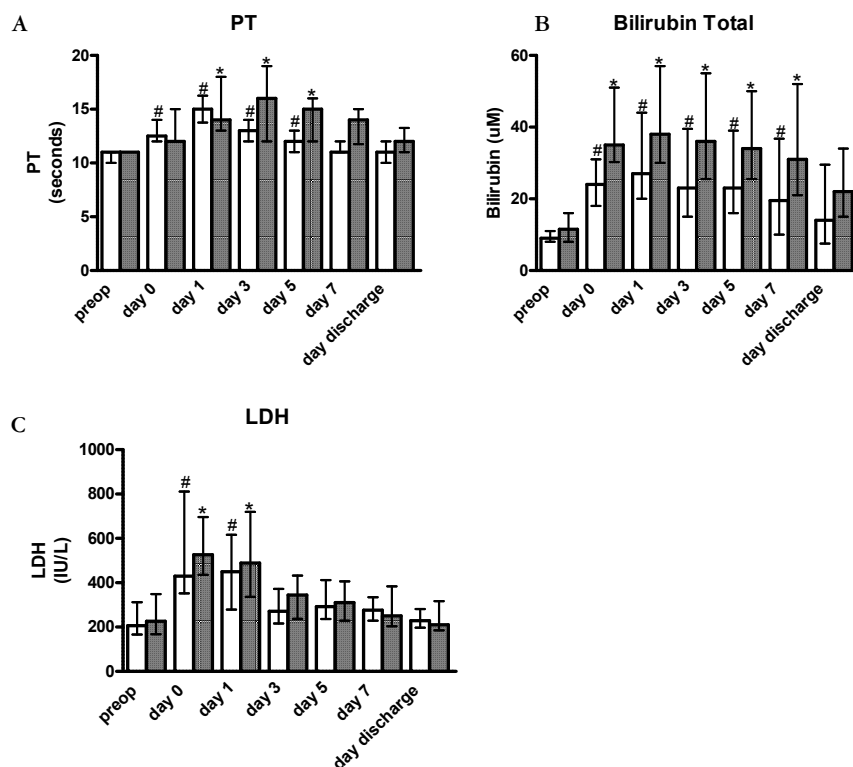 A
PT
20
15
10
5
0
PT
(seconds)
# # * # * # *
preop
day 0
day 1
day 3
day 5
day 7
day discharge
B
Bilirubin Total
60
40
20
0
Bilirubin (uM)
# * # * # * # * # *
preop
day 0
day 1
day 3
day 5
day 7
day discharge
C
LDH
1000
800
600
400
200
0
LDH
(IU/L)
# * # *
preop
day 0
day 1
day 3
day 5
day 7
day discharge